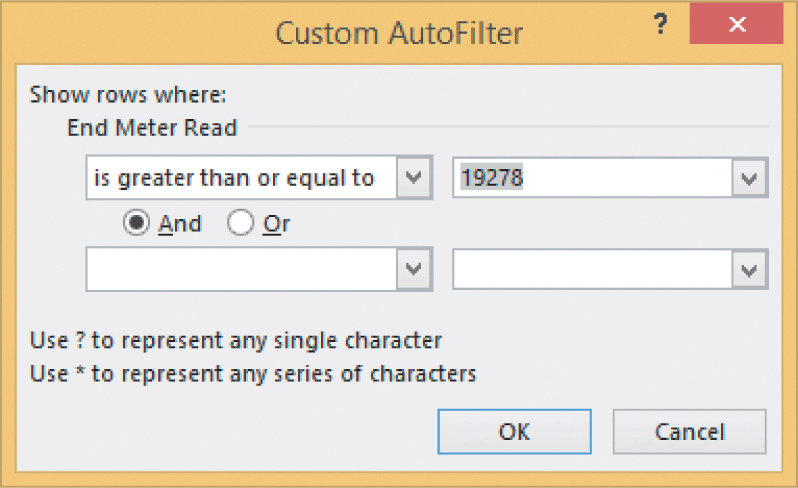 Custom AutoFilter ?
Show rows where:
End Meter Read
is greater than or equal to 19278
And Or
Use ? to represent any single character
Use * to represent any series of characters
OK Cancel